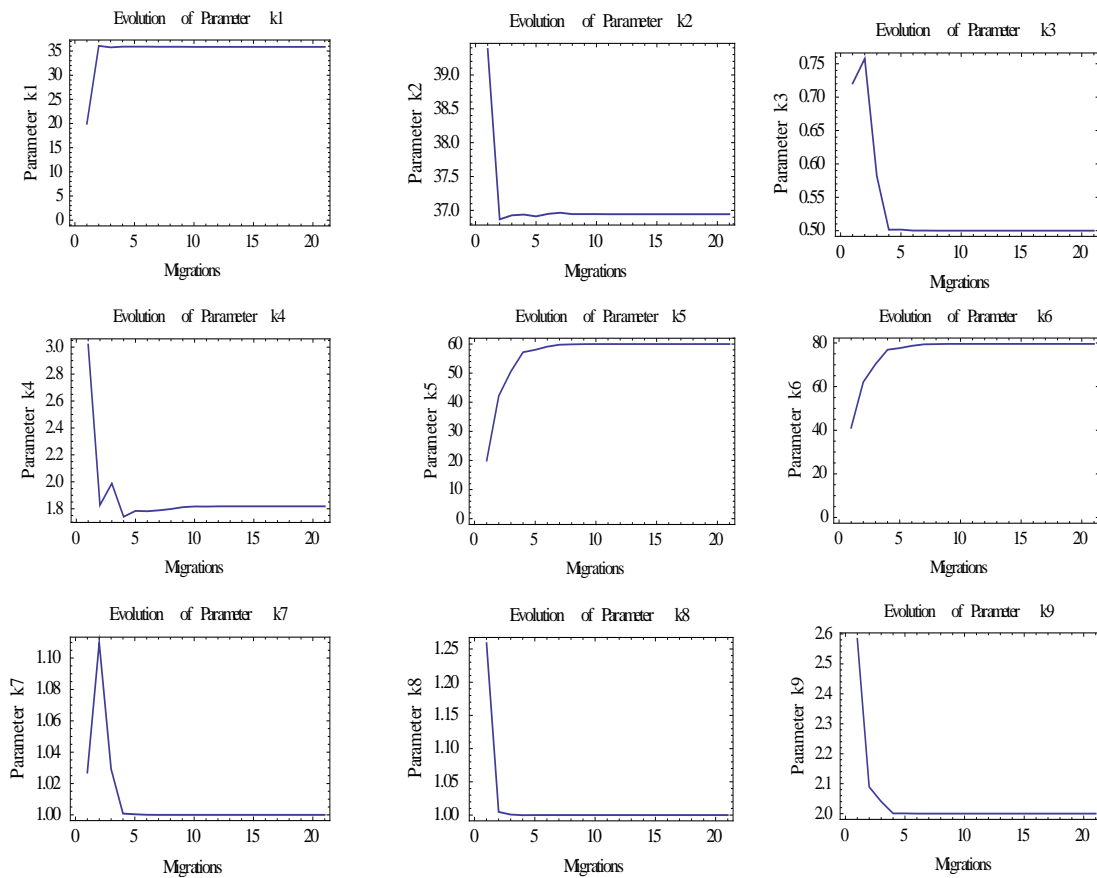 Evolution of Parameter k1
Parameter k1
35
30
25
20
15
10
5
0
0 5 10 15 20
Migrations
Evolution of Parameter k2
Parameter k2
39.0
38.5
38.0
37.5
37.0
0 5 10 15 20
Migrations
Evolution of Parameter k3
Parameter k3
0.75
0.70
0.65
0.60
0.55
0.50
0 5 10 15 20
Migrations
Evolution of Parameter k4
Parameter k4
3.0
2.8
2.6
2.4
2.2
2.0
1.8
0 5 10 15 20
Migrations
Evolution of Parameter k5
Parameter k5
60
50
40
30
20
10
0
0 5 10 15 20
Migrations
Evolution of Parameter k6
Parameter k6
80
60
40
20
0
0 5 10 15 20
Migrations
Evolution of Parameter k7
Parameter k7
1.10
1.08
1.06
1.04
1.02
1.00
0 5 10 15 20
Migrations
Evolution of Parameter k8
Parameter k8
1.25
1.20
1.15
1.10
1.05
1.00
0 5 10 15 20
Migrations
Evolution of Parameter k9
Parameter k9
2.6
2.5
2.4
2.3
2.2
2.1
2.0
0 5 10 15 20
Migrations